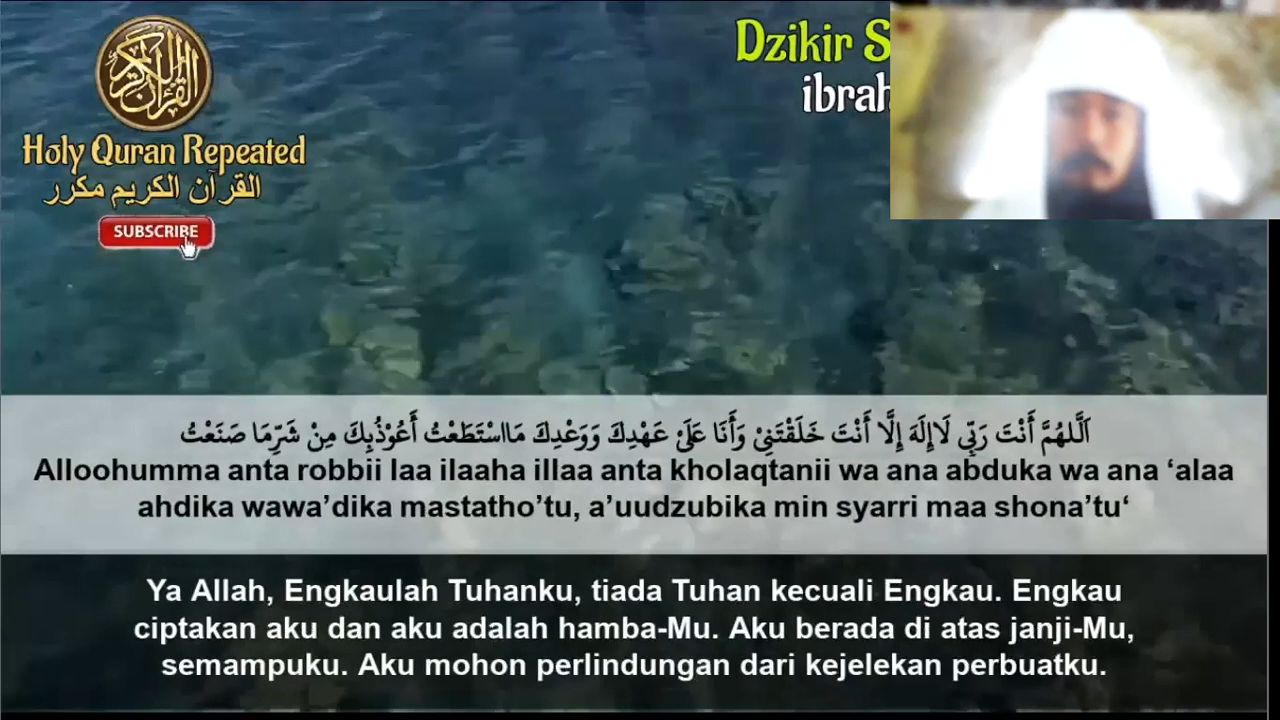 Holy Quran Repeated
القرآن الكريم مكرر
SUBSCRIBE
Dzikir
ibrah
اَللّٰهُمَّ أَنْتَ رَبِّي لَاإِلَهَ إِلَّا أَنْتَ خَلَقْتَنِيْ وَأَنَا عَلَىْ عَهْدِكَ وَوَعْدِكَ مَااسْتَطَعْتُ أَعُوْذُبِكَ مِنْ شَرِّمَا صَنَعْتُ
Alloohumma anta robbii laa ilaaha illaa anta kholaqtanii wa ana abduka wa ana ‘alaa
ahdika wawa’dika mastatho’tu, a’uudzubika min syarri maa shona’tu‘
Ya Allah, Engkaulah Tuhanku, tiada Tuhan kecuali Engkau. Engkau
ciptakan aku dan aku adalah hamba-Mu. Aku berada di atas janji-Mu,
semampuku. Aku mohon perlindungan dari kejelekan perbuatku.